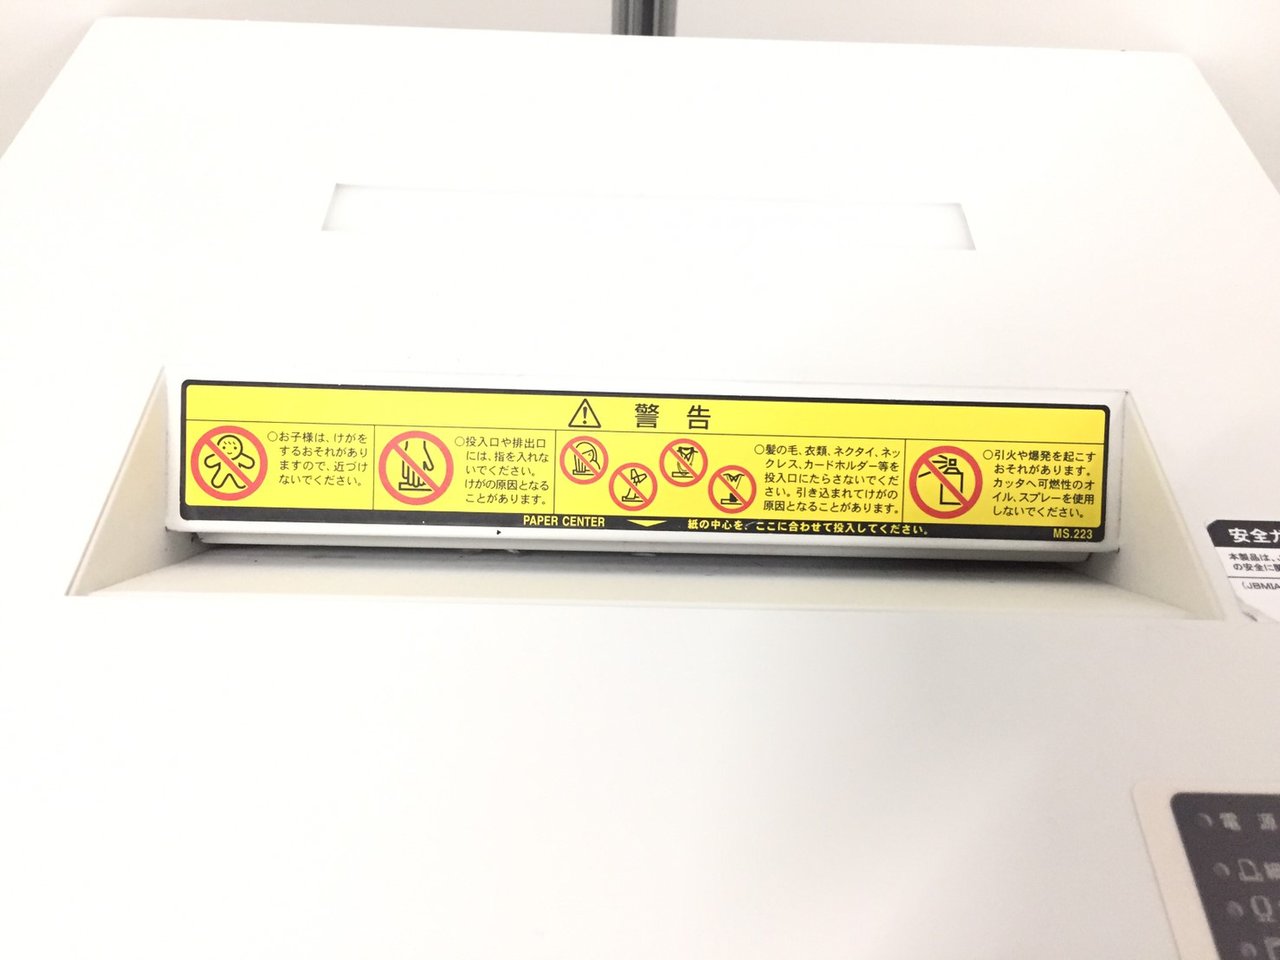 警告
○お子様は、けがを
するおそれがあり
ますので、近づけ
ないでください。
○投入口や排出口
には、指を入れな
いでください。
けがの原因となる
ことがあります。
○髪の毛、衣類、ネクタイ、ネッ
クレス、カードホルダー等を
投入口にたらさないでくだ
さい。引き込まれてけがの
原因となることがあります。
○引火や爆発を起こす
おそれがあります。
カッタへ可燃性のオ
イル、スプレーを使用
しないでください。
PAPER CENTER 紙の中心を、ここに合わせて投入してください。 MS.223
安全
本製品は、
の安全に
(JBMIA
電源